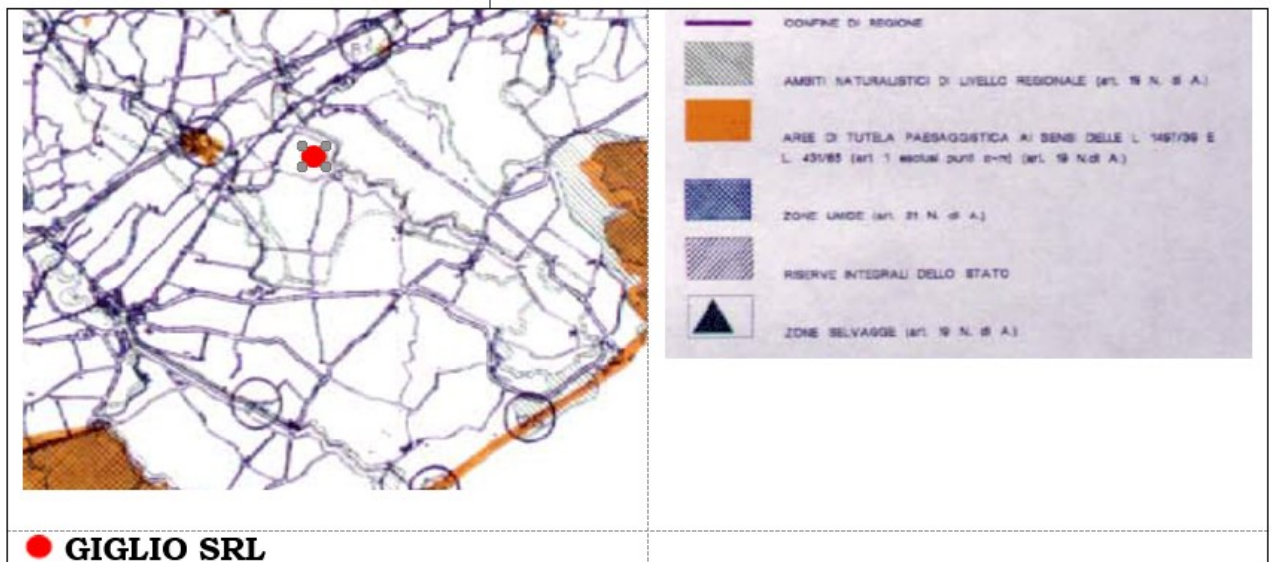 CONFINE DI REGIONE
AMBITI NATURALISTICI DI LIVELLO REGIONALE (art. 19 N. di A.)
AREE DI TUTELA PAESAGGISTICA AI SENSI DELLE L 1497/39 E
L. 431/85 (art 1 esclusi punti (art. 19 N.di A.)
ZONE UMIDE (art. 21 N. di A.)
RISERVE INTEGRALI DELLO STATO
ZONE SELVAGGE (art. 19 N. di A.)
GIGLIO SRL